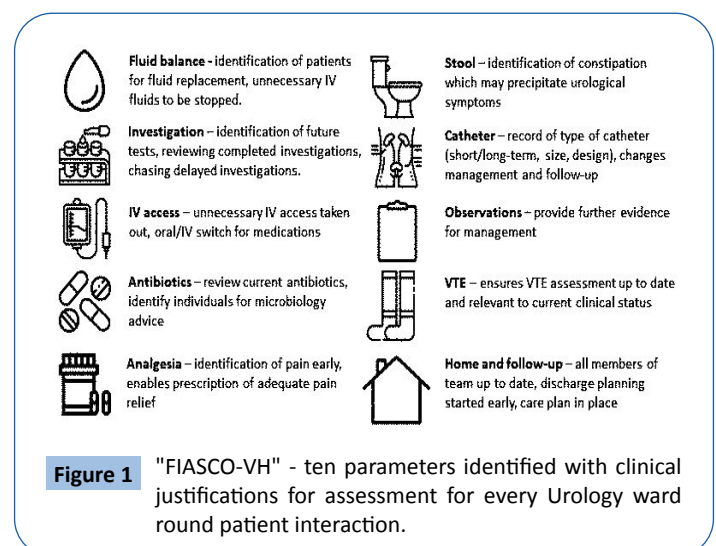 Fluid balance - identification of patients
for fluid replacement, unnecessary IV
fluids to be stopped.
Investigation – identification of future
tests, reviewing completed investigations,
chasing delayed investigations.
IV access – unnecessary IV access taken
out, oral/IV switch for medications
Antibiotics – review current antibiotics,
identify individuals for microbiology
advice
Analgesia – identification of pain early,
enables prescription of adequate pain
relief
Stool – identification of constipation
which may precipitate urological
symptoms
Catheter – record of type of catheter
(short/long-term, size, design), changes
management and follow-up
Observations – provide further evidence
for management
VTE – ensures VTE assessment up to date
and relevant to current clinical status
Home and follow-up – all members of
team up to date, discharge planning
started early, care plan in place
Figure 1
"FIASCO-VH" - ten parameters identified with clinical
justifications for assessment for every Urology ward
round patient interaction.